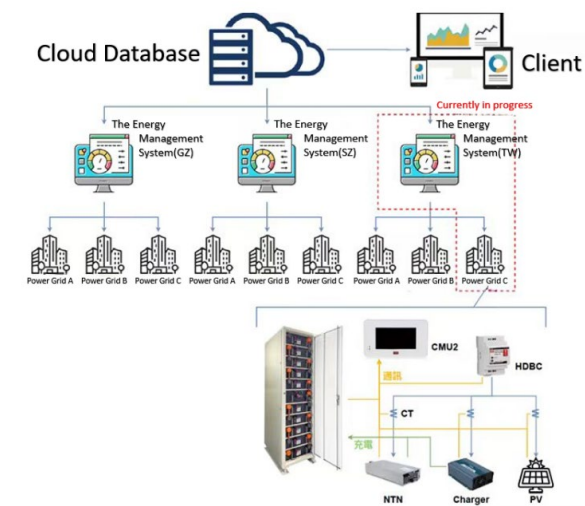 Cloud Database
Client
Currently in progress
The Energy
Management
System(GZ)
The Energy
Management
System(SZ)
The Energy
Management
System(TW)
Power Grid A
Power Grid B
Power Grid C
Power Grid A
Power Grid B
Power Grid C
Power Grid A
Power Grid B
Power Grid C
CMU2
HDBC
通訊
CT
充電
NTN
Charger
PV